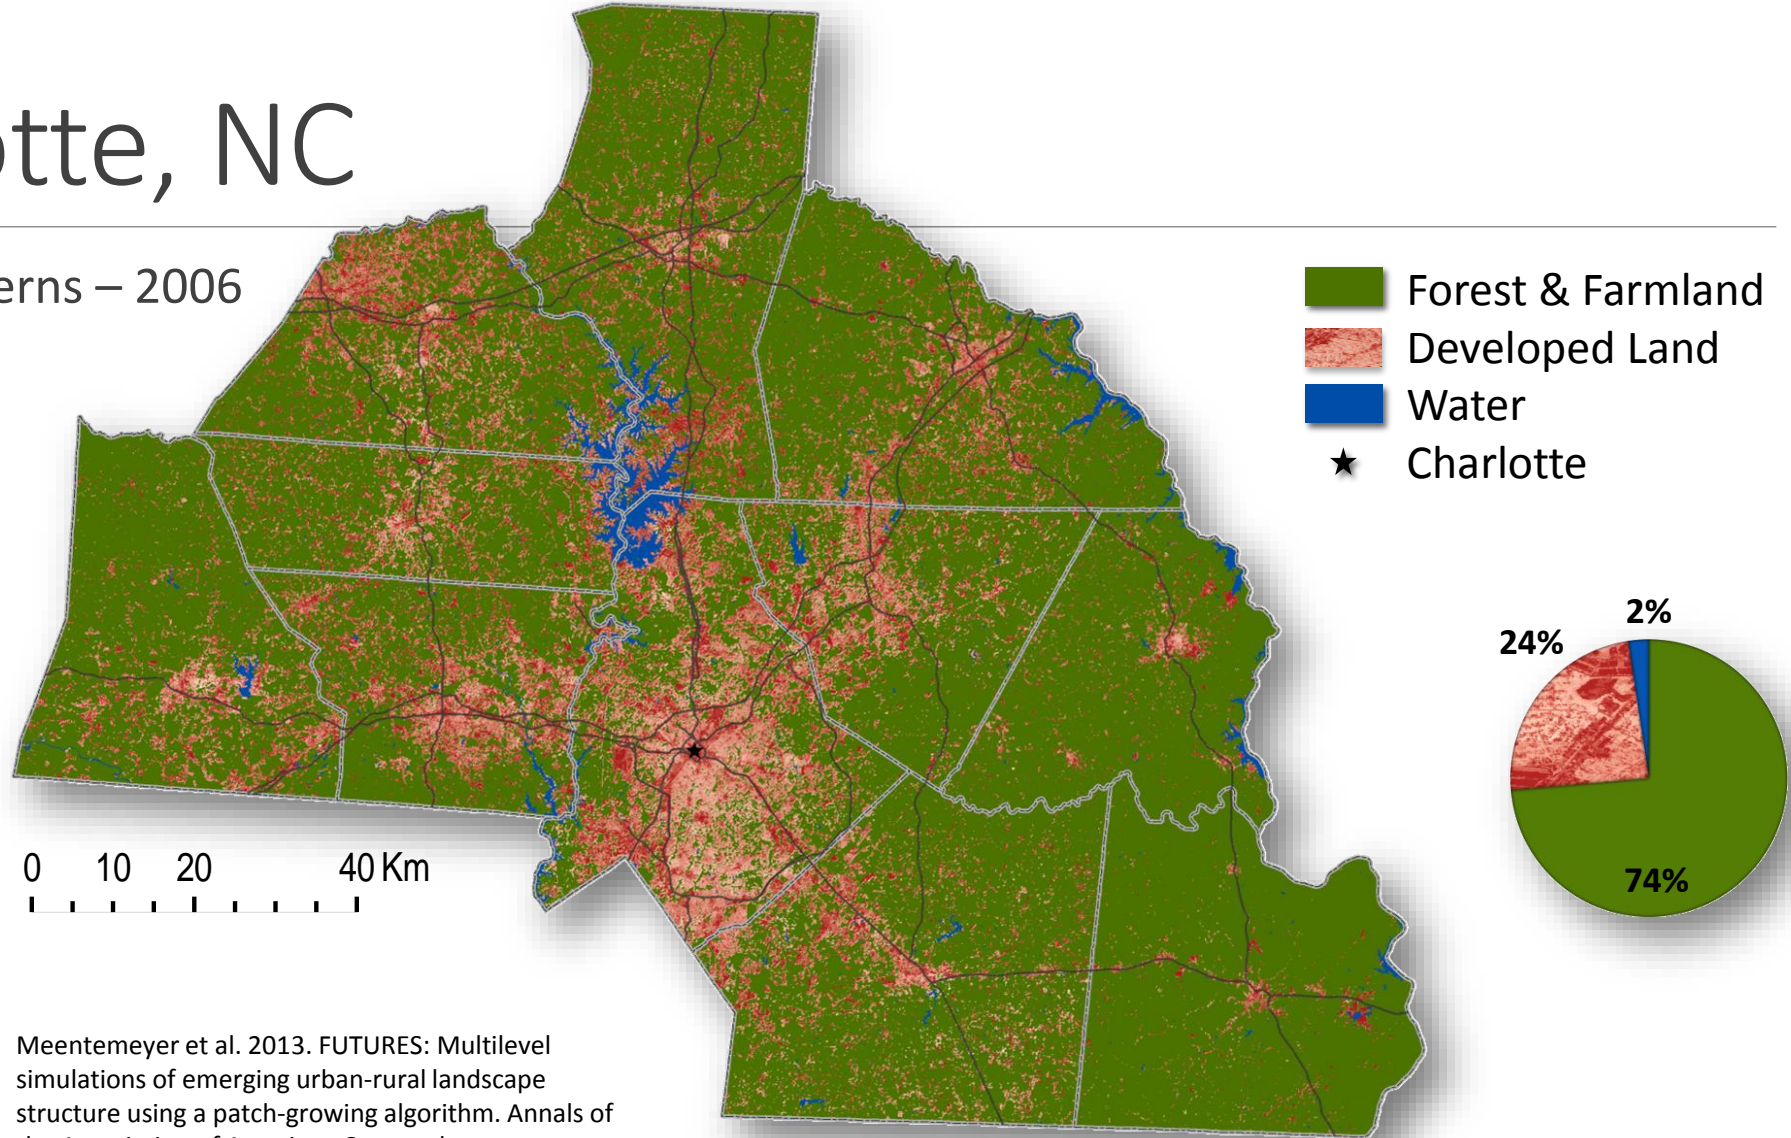 otte, NC
erns – 2006
Forest & Farmland
Developed Land
Water
Charlotte
2%
24%
74%
0 10 20 40 Km
Meentemeyer et al. 2013. FUTURES: Multilevel
simulations of emerging urban-rural landscape
structure using a patch-growing algorithm. Annals of